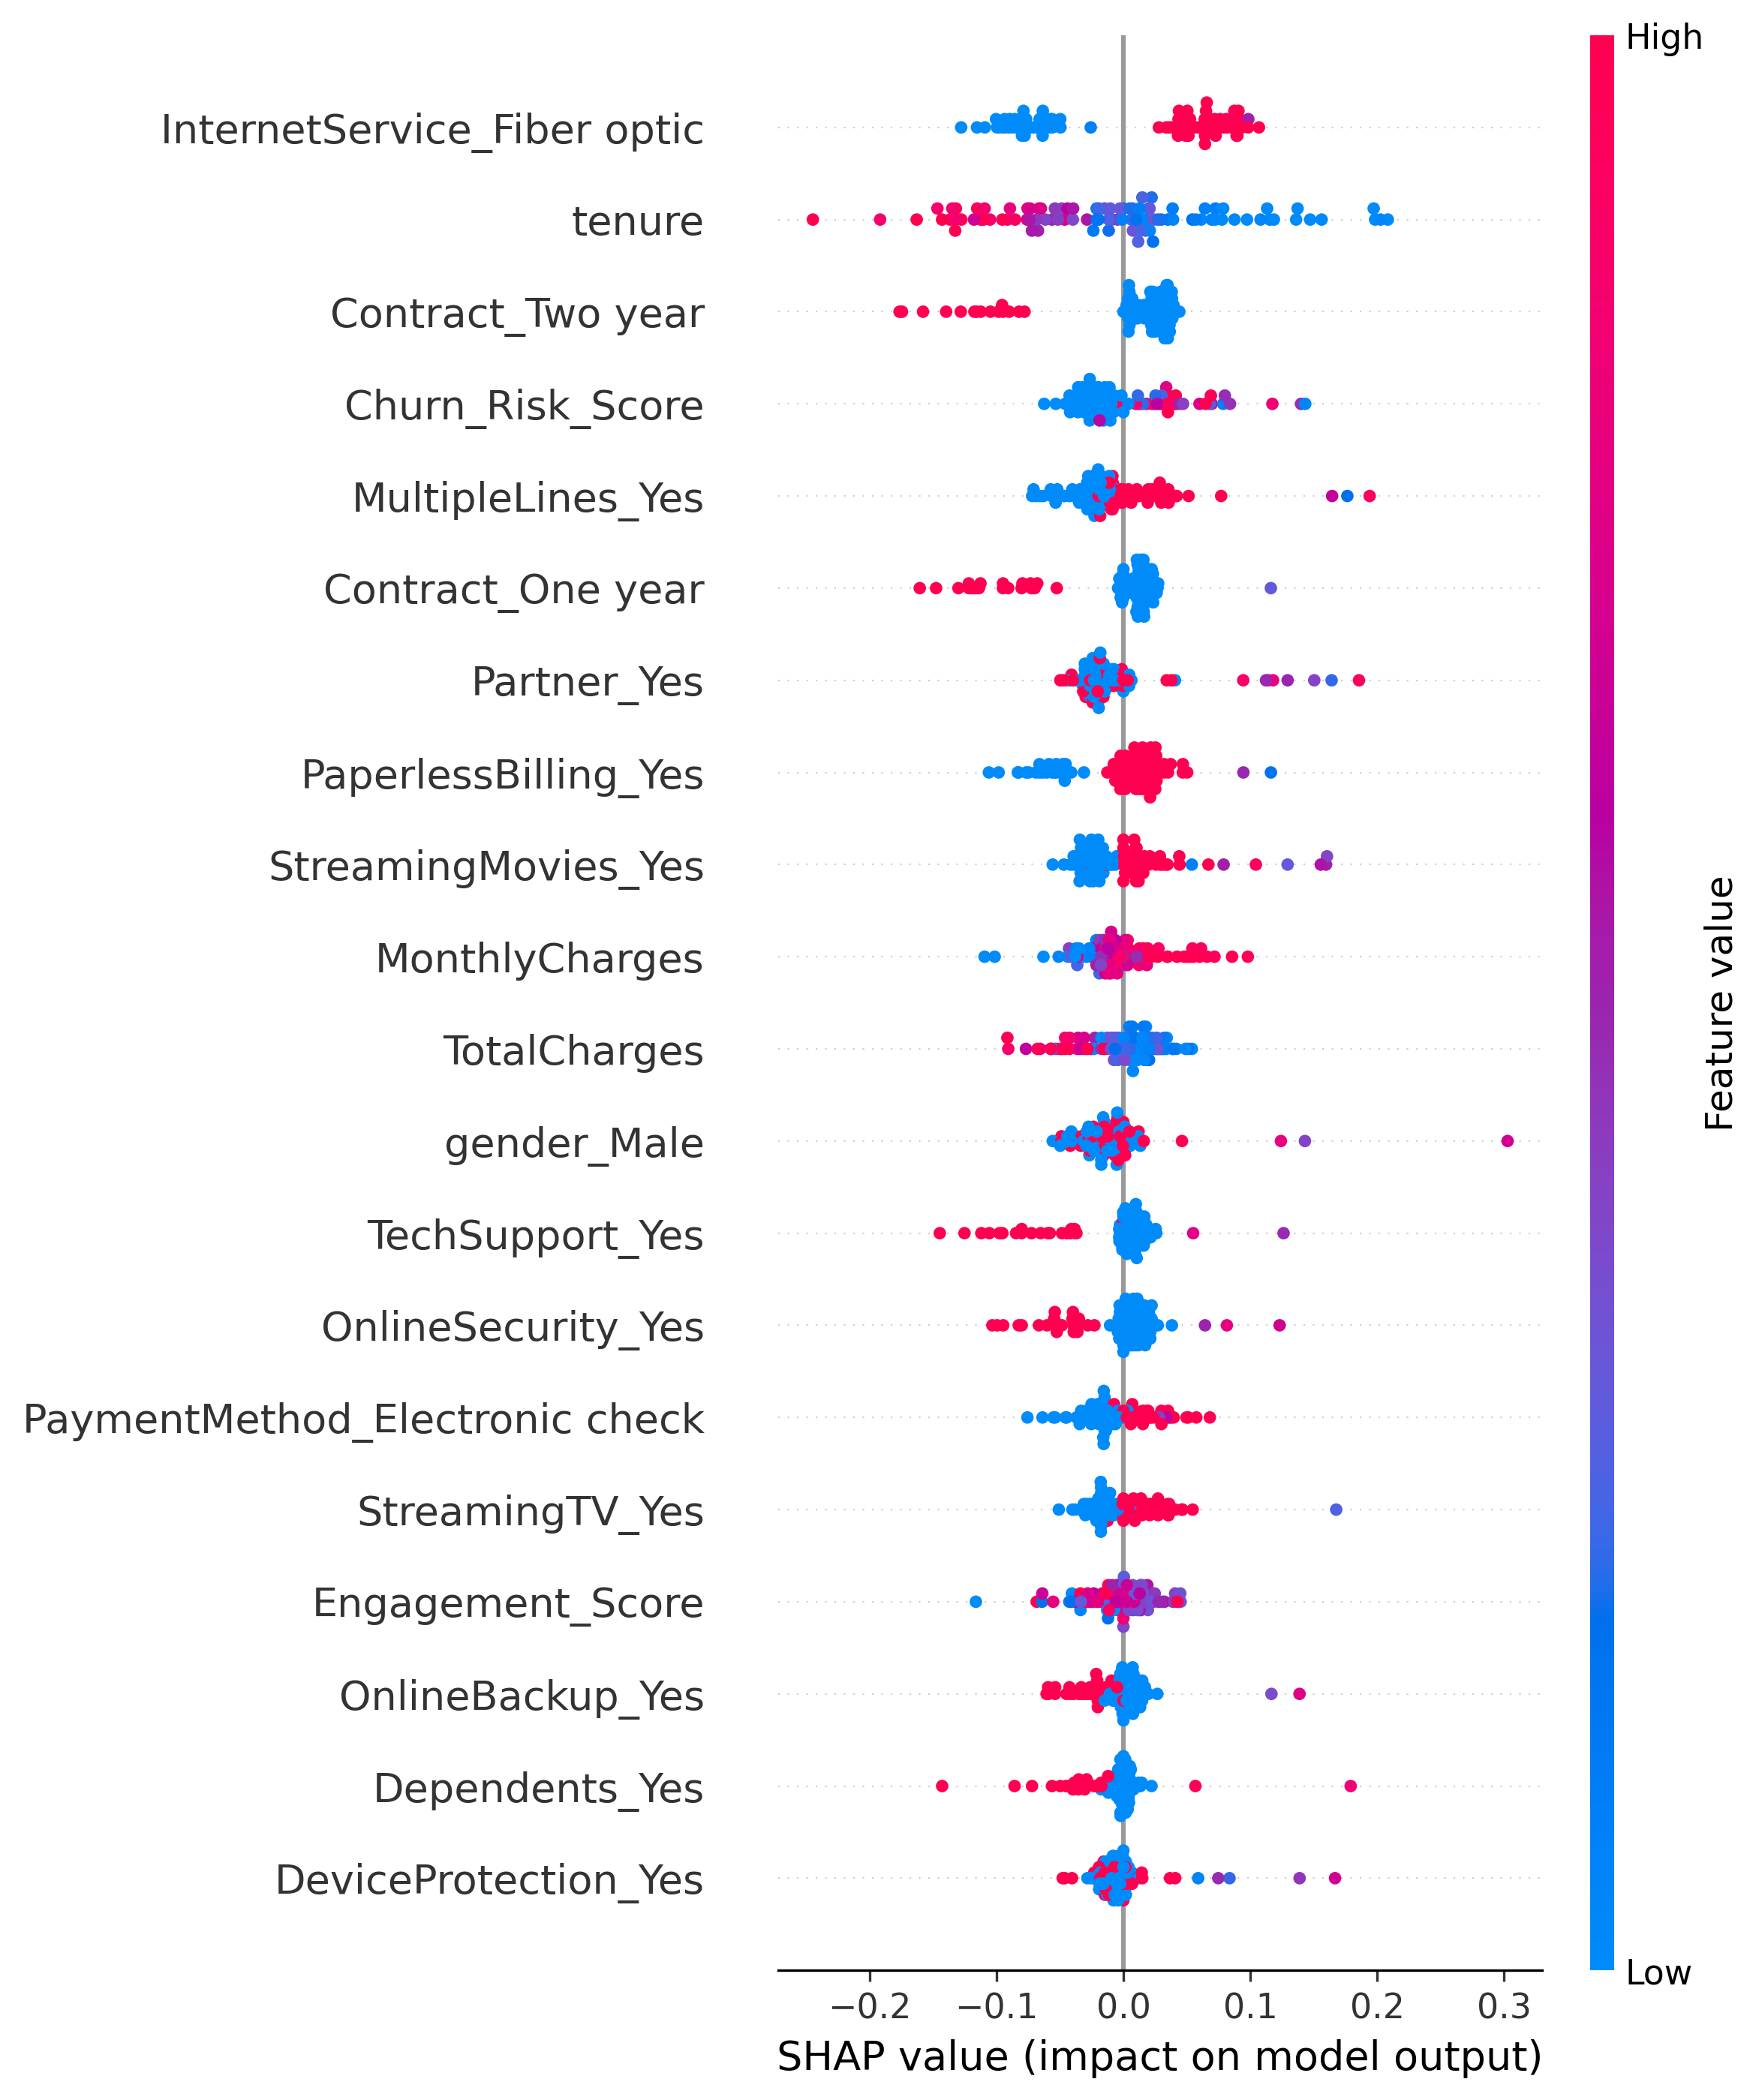 High
InternetService_Fiber optic
tenure
Contract_Two year
Churn_Risk_Score
MultipleLines_Yes
Contract_One year
Partner_Yes
PaperlessBilling_Yes
StreamingMovies_Yes
MonthlyCharges
TotalCharges
gender_Male
TechSupport_Yes
OnlineSecurity_Yes
PaymentMethod_Electronic check
StreamingTV_Yes
Engagement_Score
OnlineBackup_Yes
Dependents_Yes
DeviceProtection_Yes
Feature value
Low
−0.2 −0.1 0.0 0.1 0.2 0.3
SHAP value (impact on model output)